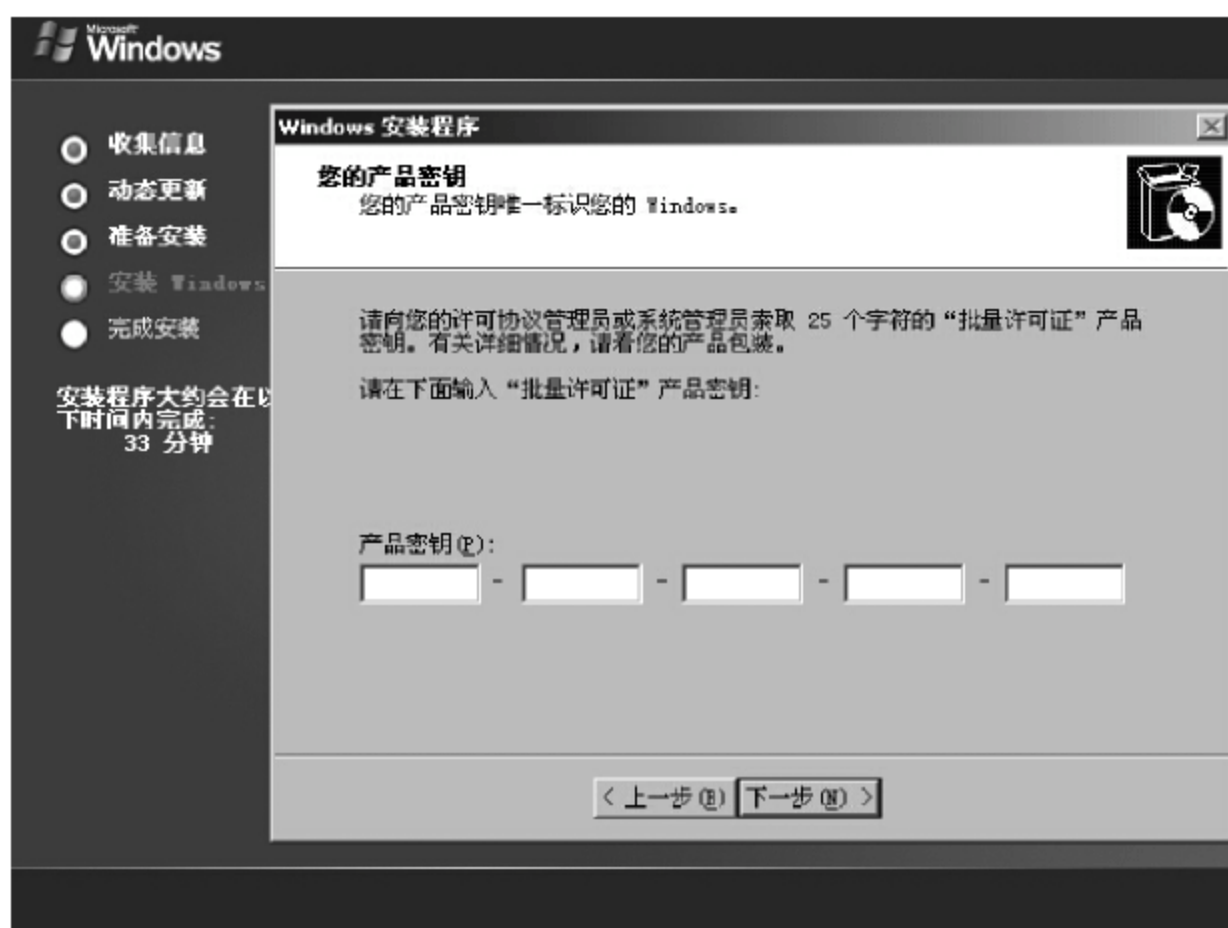 Microsoft
Windows
收集信息
动态更新
准备安装
安装 Windows
完成安装
安装程序大约会在以
下时间内完成:
33 分钟
Windows 安装程序
您的产品密钥
您的产品密钥唯一标识您的 Windows。
请向您的许可协议管理员或系统管理员索取 25 个字符的“批量许可证”产品
密钥。有关详细情况，请看您的产品包装。
请在下面输入“批量许可证”产品密钥:
产品密钥(P):
- - - -
< 上一步(B) 下一步(N) >